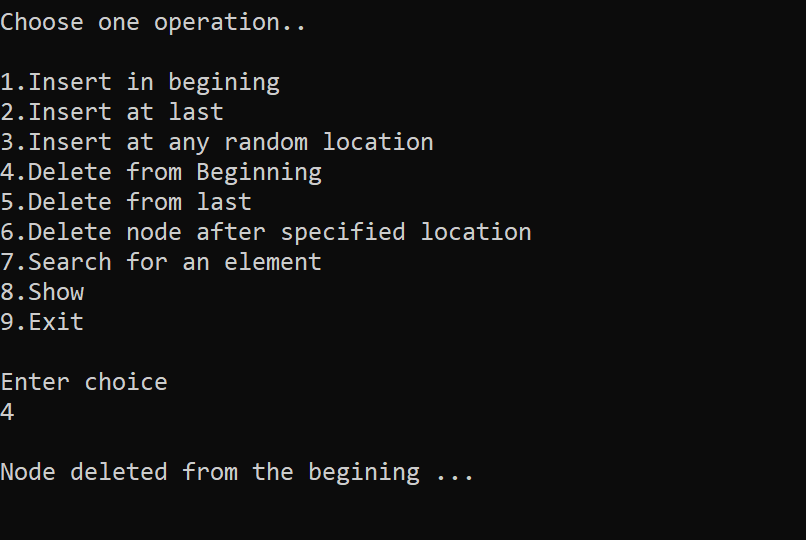 Choose one operation..
1.Insert in begining
2.Insert at last
3.Insert at any random location
4.Delete from Beginning
5.Delete from last
6.Delete node after specified location
7.Search for an element
8.Show
9.Exit
Enter choice
4
Node deleted from the begining ...